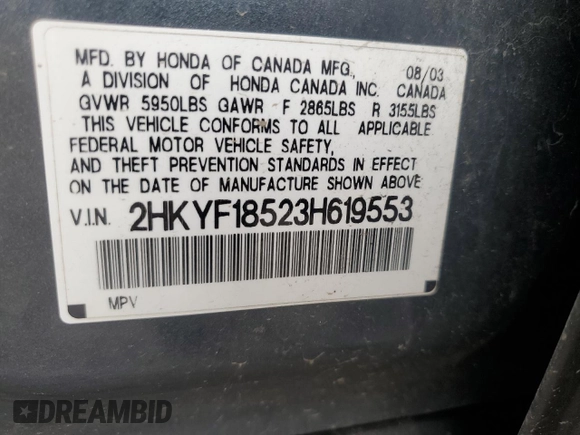 MFD. BY HONDA OF CANADA MFG., 08/03
A DIVISION OF HONDA CANADA INC. CANADA
GVWR 5950LBS GAWR F 2865LBS R 3155LBS
THIS VEHICLE CONFORMS TO ALL APPLICABLE
FEDERAL MOTOR VEHICLE SAFETY,
AND THEFT PREVENTION STANDARDS IN EFFECT
ON THE DATE OF MANUFACTURE SHOWN ABOVE
V.I.N. 2HKYF18523H619553
MPV
DREAMBID